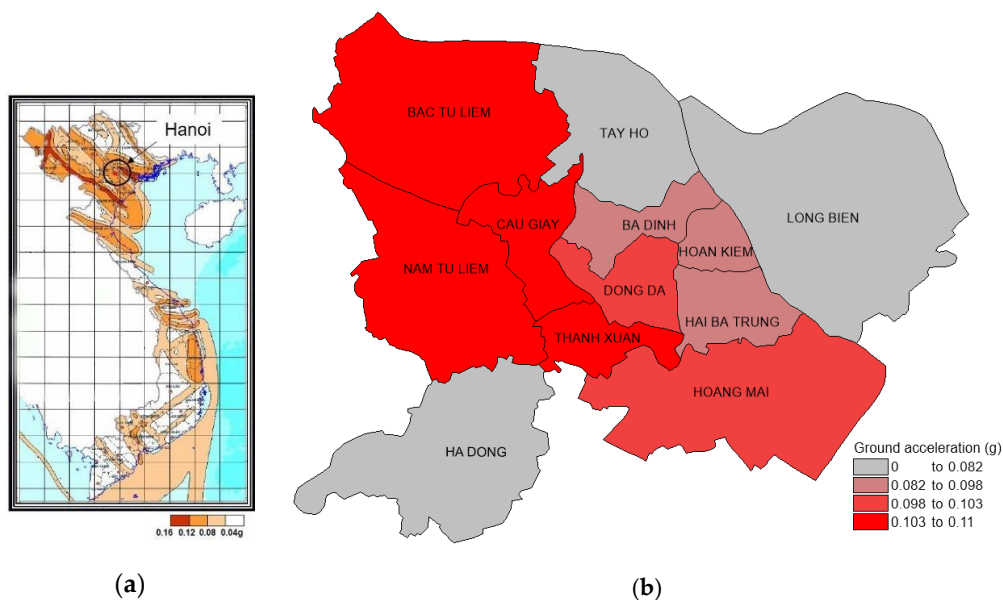 Hanoi
0.16 0.12 0.08 0.04g
(a)
BAC TU LIEM
TAY HO
LONG BIEN
CAU GIAY
BA DINH
HOAN KIEM
NAM TU LIEM
DONG DA
HAI BA TRUNG
THANH XUAN
HOANG MAI
HA DONG
Ground acceleration (g)
0 to 0.082
0.082 to 0.098
0.098 to 0.103
0.103 to 0.11
(b)